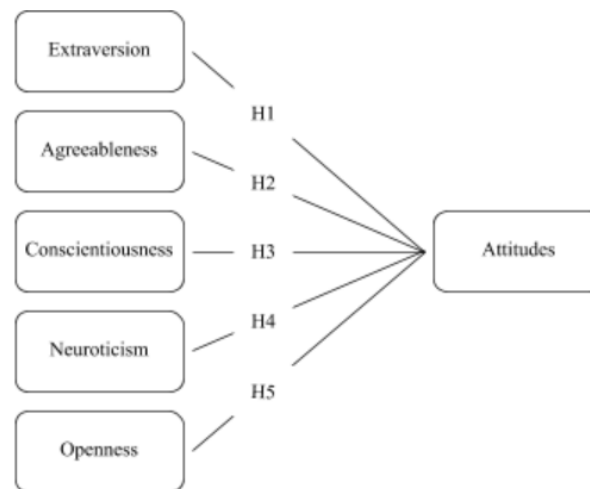 Extraversion
H1
Agreeableness
H2
Conscientiousness
H3
Attitudes
H4
Neuroticism
H5
Openness